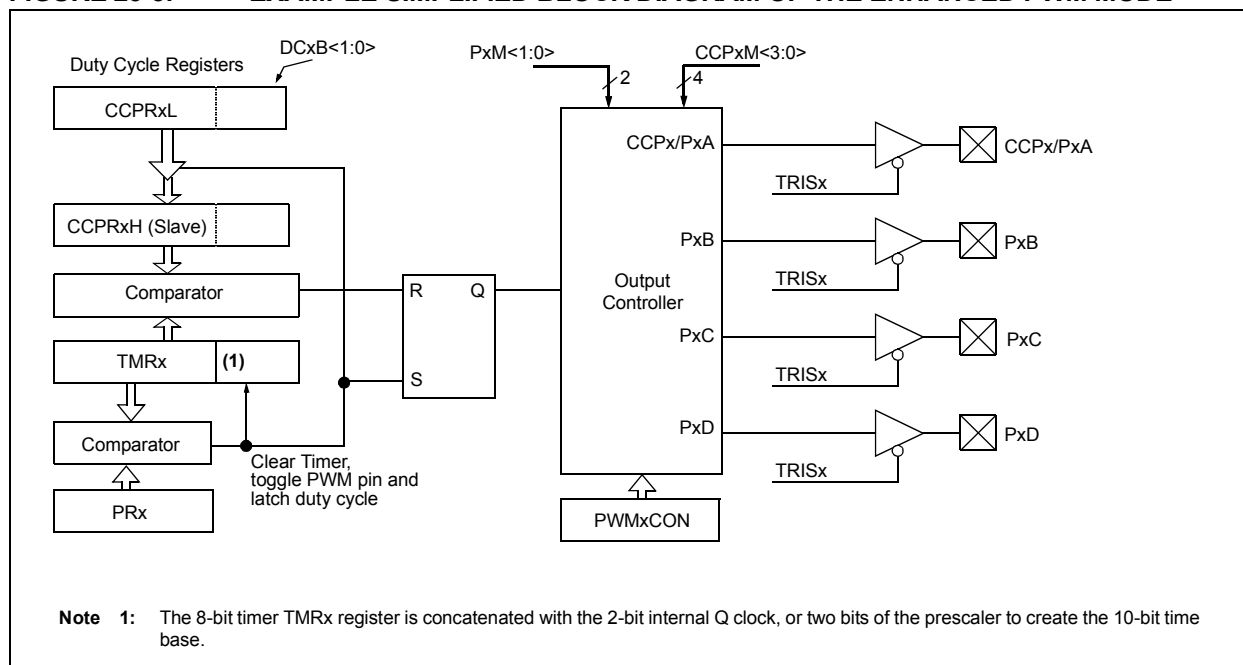 DCxB<1:0>
PxM<1:0>
CCPxM<3:0>
Duty Cycle Registers
2
4
CCPRxL
CCPx/PxA
CCPx/PxA
TRISx
CCPRxH (Slave)
PxB
PxB
TRISx
Comparator
R
Q
Output
Controller
TMRx
(1)
PxC
PxC
S
TRISx
PxD
PxD
Comparator
Clear Timer,
toggle PWM pin and
latch duty cycle
TRISx
PRx
PWMxCON
Note 1: The 8-bit timer TMRx register is concatenated with the 2-bit internal Q clock, or two bits of the prescaler to create the 10-bit time
base.